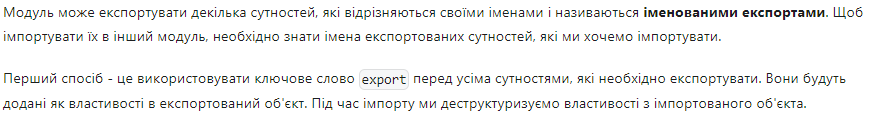 Модуль може експортувати декілька сутностей, які відрізняються своїми іменами і називаються іменованими експортами. Щоб
імпортувати їх в інший модуль, необхідно знати імена експортованих сутностей, які ми хочемо імпортувати.
Перший спосіб - це використовувати ключове слово export перед усіма сутностями, які необхідно експортувати. Вони будуть
додані як властивості в експортований об'єкт. Під час імпорту ми деструктуризуємо властивості з імпортованого об'єкта.